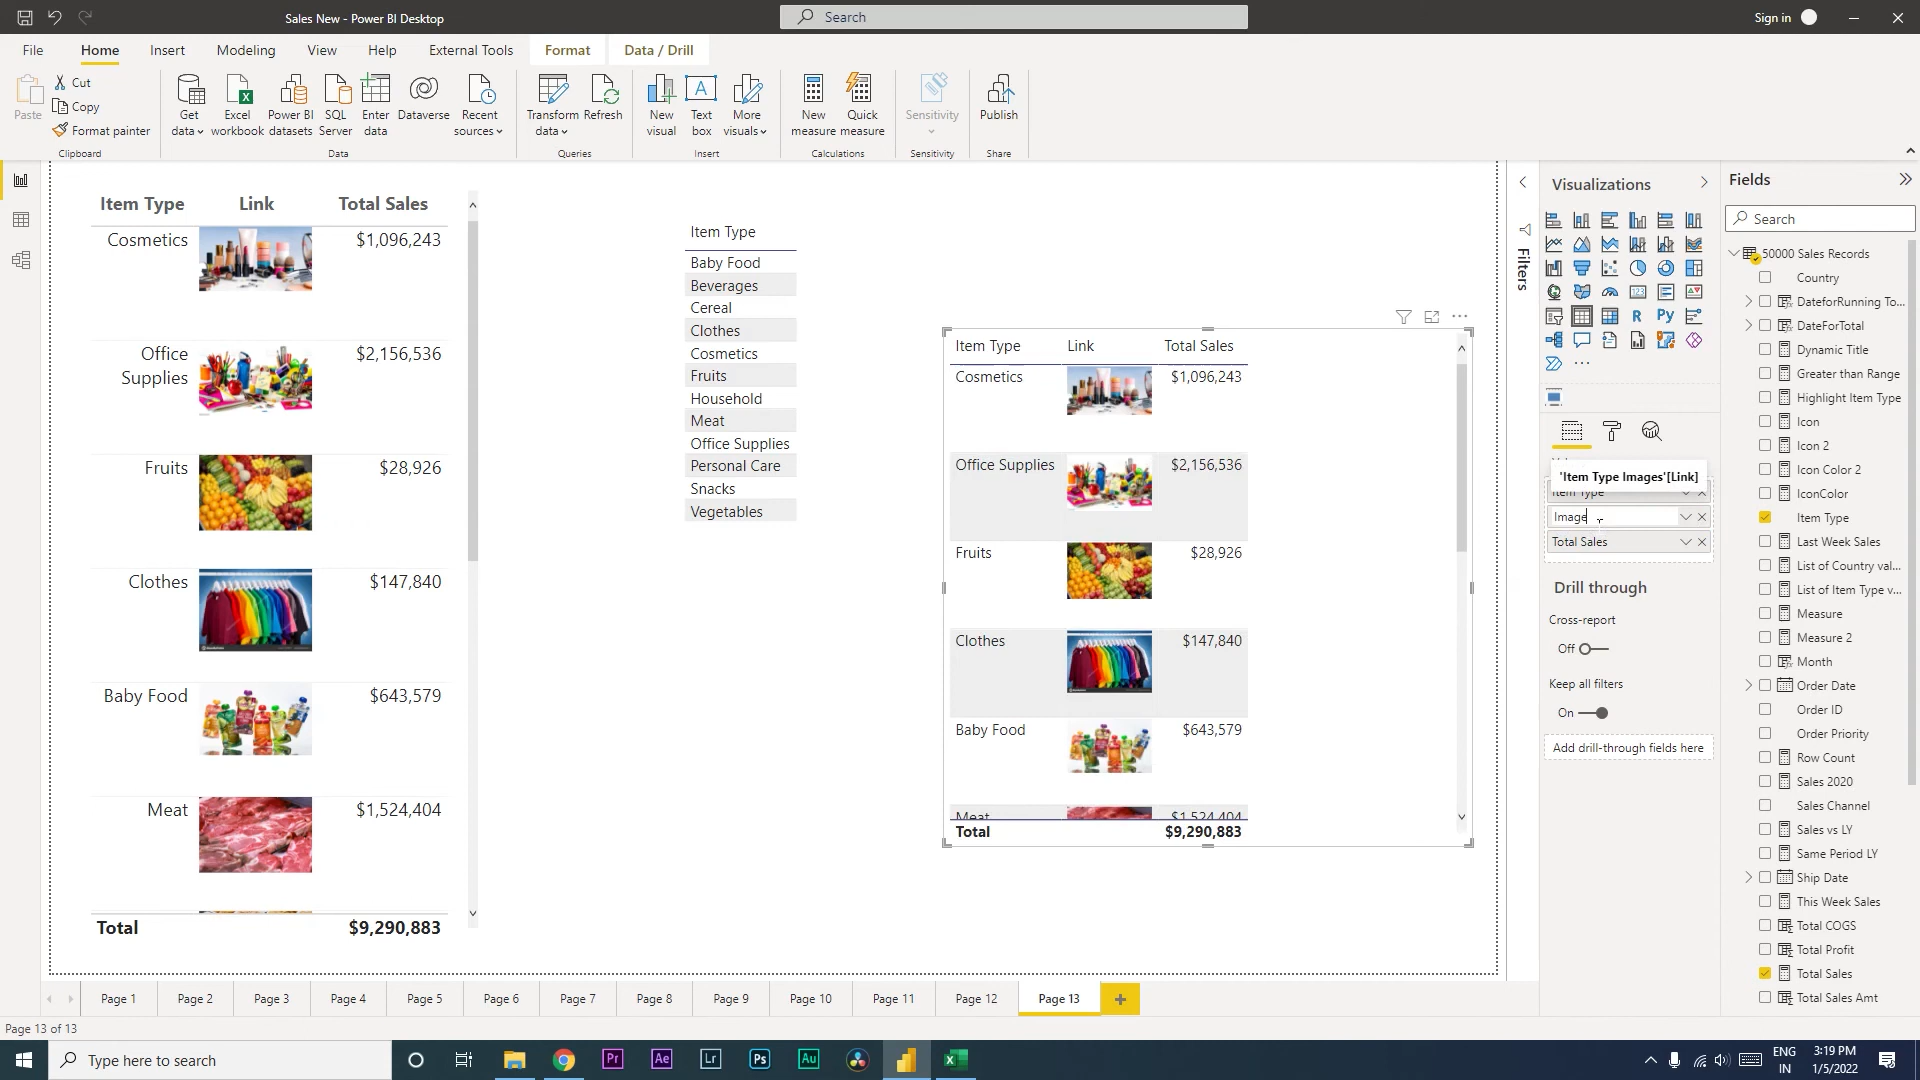 Sales New - Power BI Desktop
Search
Sign in
File
Home
Insert
Modeling
View
Help
External Tools
Format
Data / Drill
Paste
Cut
Copy
Format painter
Clipboard
Get data
Excel workbook
Power BI datasets
SQL Server
Enter data
Dataverse
Recent sources
Data
Transform data
Refresh
Queries
New visual
Text box
More visuals
Insert
New measure
Quick measure
Calculations
Sensitivity
Sensitivity
Publish
Share
Item Type Link Total Sales
Cosmetics $1,096,243
Office Supplies $2,156,536
Fruits $28,926
Clothes $147,840
Baby Food $643,579
Meat $1,524,404
Total $9,290,883
Item Type
Baby Food
Beverages
Cereal
Clothes
Cosmetics
Fruits
Household
Meat
Office Supplies
Personal Care
Snacks
Vegetables
Item Type Link Total Sales
Cosmetics $1,096,243
Office Supplies $2,156,536
Fruits $28,926
Clothes $147,840
Baby Food $643,579
Meat $1,524,404
Total $9,290,883
Filters
Visualizations
R
Py
123
'Item Type Images'[Link]
Item Type
Image
Total Sales
Drill through
Cross-report
Off
Keep all filters
On
Add drill-through fields here
Fields
Search
50000 Sales Records
Country
DateforRunning To...
DateForTotal
Dynamic Title
Greater than Range
Highlight Item Type
Icon
Icon 2
Icon Color 2
IconColor
Item Type
Last Week Sales
List of Country val...
List of Item Type v...
Measure
Measure 2
Month
Order Date
Order ID
Order Priority
Row Count
Sales 2020
Sales Channel
Sales vs LY
Same Period LY
Ship Date
This Week Sales
Total COGS
Total Profit
Total Sales
Total Sales Amt
Page 1
Page 2
Page 3
Page 4
Page 5
Page 6
Page 7
Page 8
Page 9
Page 10
Page 11
Page 12
Page 13
Page 13 of 13
Type here to search
Pr
Ae
Lr
Ps
Au
ENG
IN
3:19 PM
1/5/2022